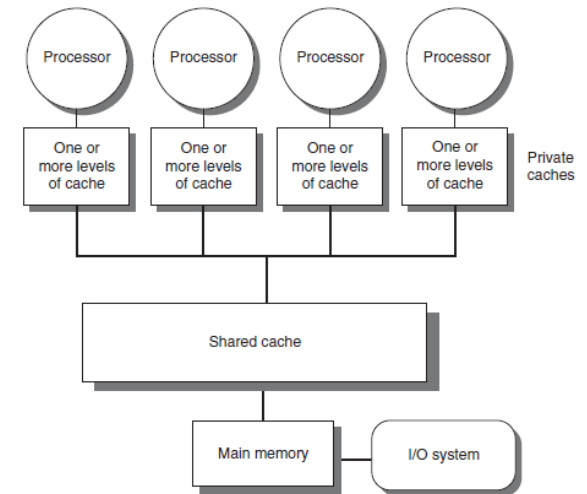 Processor
Processor
Processor
Processor
One or
more levels
of cache
One or
more levels
of cache
One or
more levels
of cache
One or
more levels
of cache
Private
caches
Shared cache
Main memory
I/O system